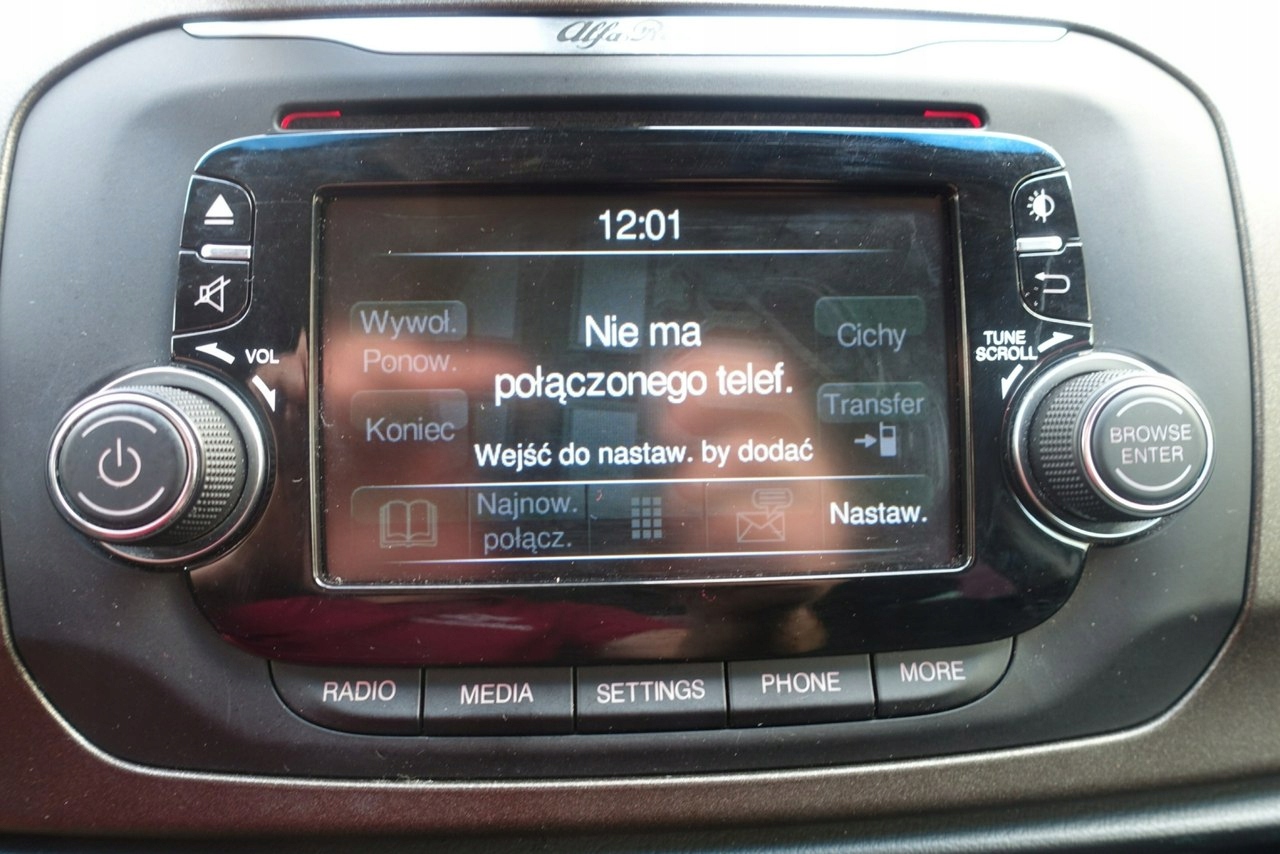 Alfa
12:01
Wywoł.
Ponow.
Nie ma
połączonego telef.
Cichy
Koniec
Transfer
Wejść do nastaw. by dodać
Najnow.
połącz.
Nastaw.
VOL
TUNE
SCROLL
BROWSE
ENTER
RADIO
MEDIA
SETTINGS
PHONE
MORE